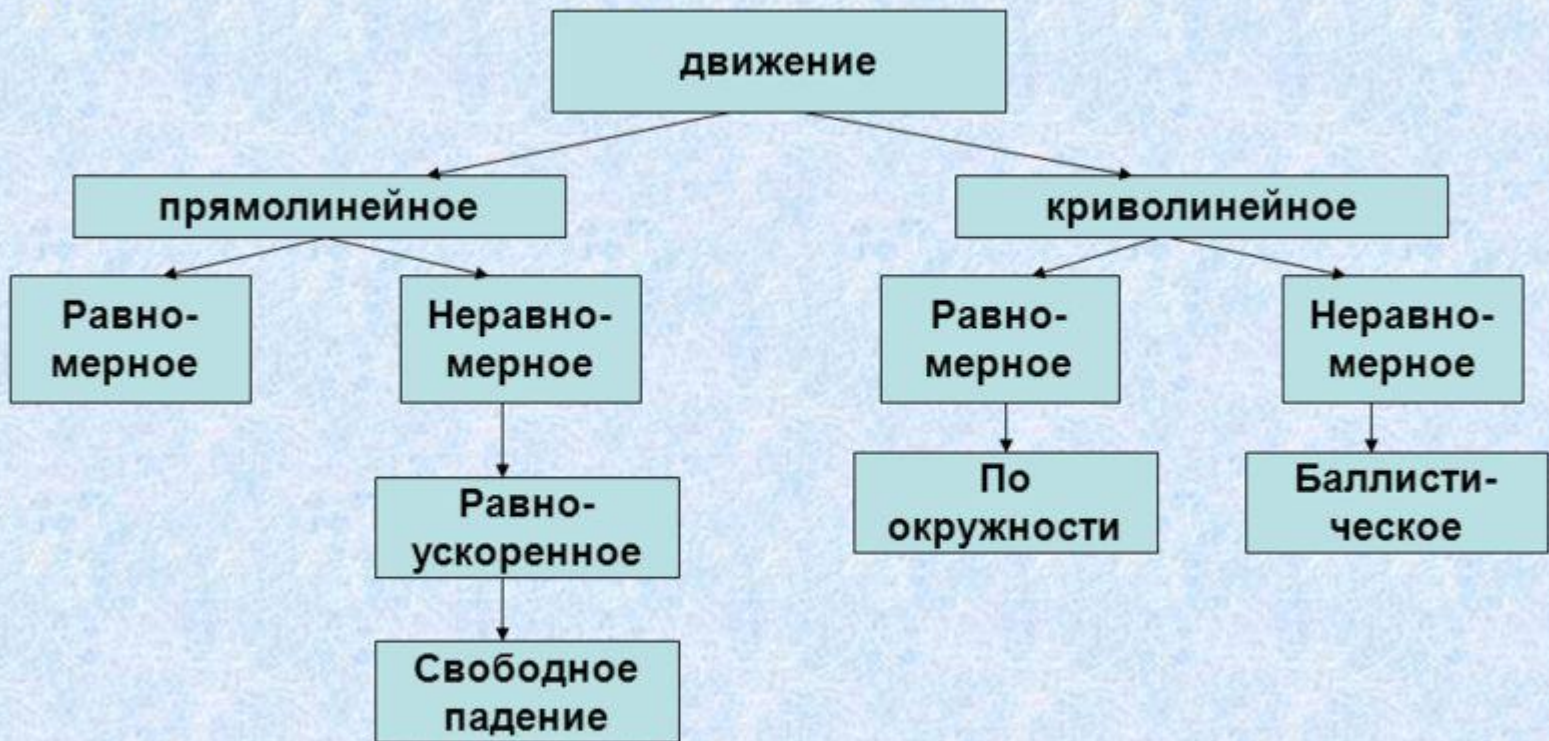 движение
прямолинейное
криволинейное
Равно-
мерное
Неравно-
мерное
Равно-
мерное
Неравно-
мерное
Равно-
ускоренное
По
окружности
Баллисти-
ческое
Свободное
падение